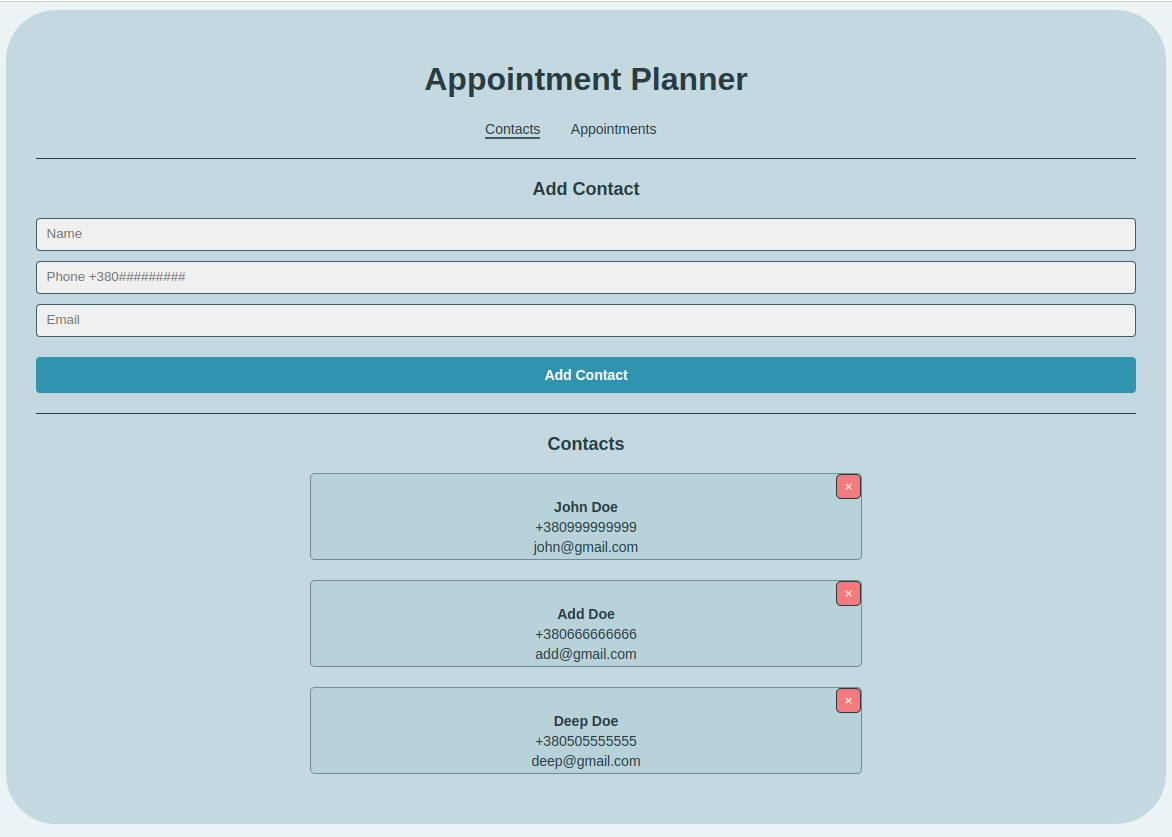 Appointment Planner
Contacts Appointments
Add Contact
Name
Phone +380#########
Email
Add Contact
Contacts
×
John Doe
+380999999999
john@gmail.com
×
Add Doe
+380666666666
add@gmail.com
×
Deep Doe
+380505555555
deep@gmail.com